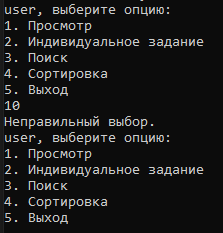 user, выберите опцию:
1. Просмотр
2. Индивидуальное задание
3. Поиск
4. Сортировка
5. Выход
10
Неправильный выбор.
user, выберите опцию:
1. Просмотр
2. Индивидуальное задание
3. Поиск
4. Сортировка
5. Выход